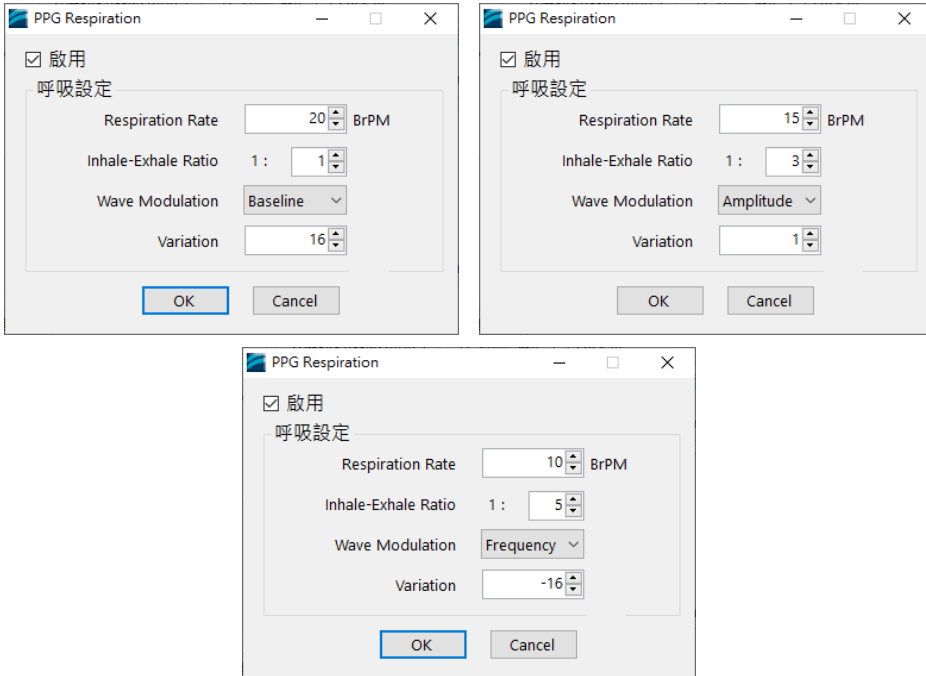 PPG Respiration
啟用
呼吸設定
Respiration Rate 20 BrPM
Inhale-Exhale Ratio 1 : 1
Wave Modulation Baseline
Variation 16
OK Cancel
PPG Respiration
啟用
呼吸設定
Respiration Rate 15 BrPM
Inhale-Exhale Ratio 1 : 3
Wave Modulation Amplitude
Variation 1
OK Cancel
PPG Respiration
啟用
呼吸設定
Respiration Rate 10 BrPM
Inhale-Exhale Ratio 1 : 5
Wave Modulation Frequency
Variation -16
OK Cancel